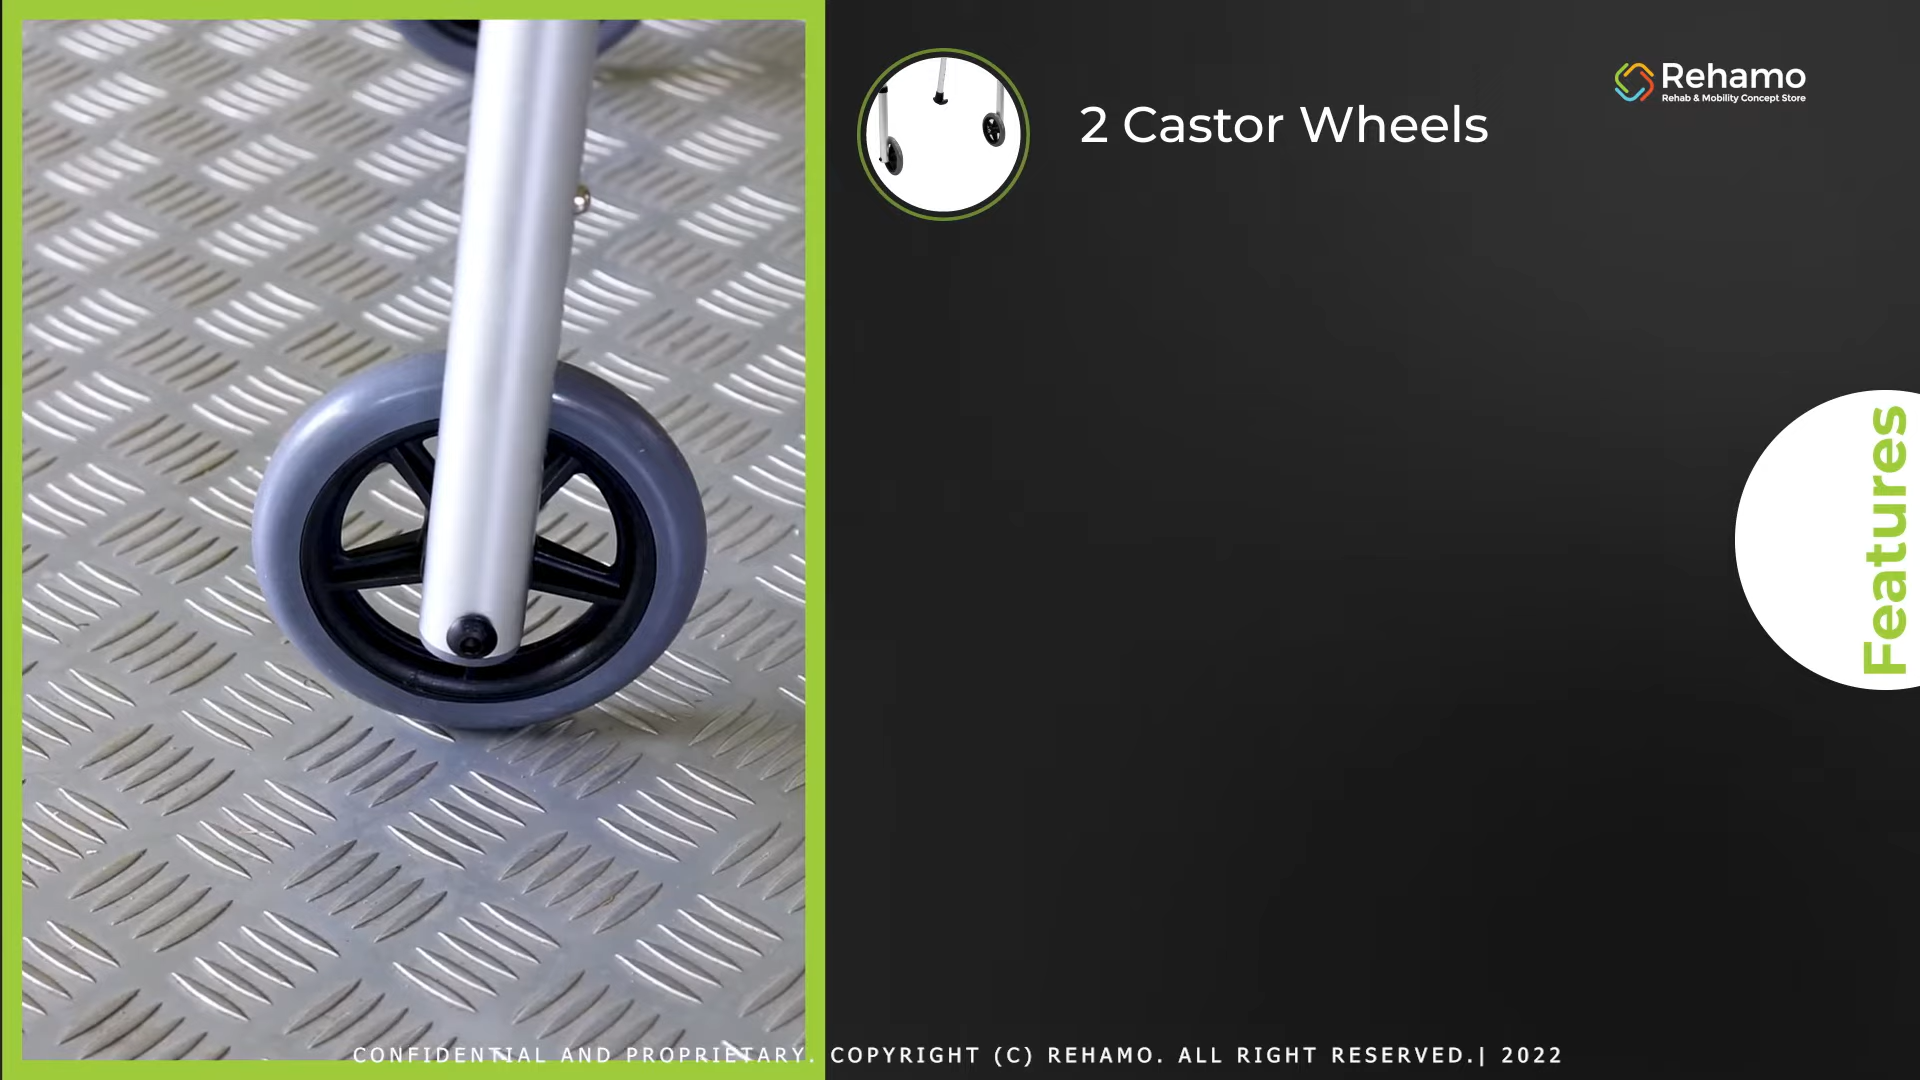 2 Castor Wheels
Rehamo
Rehab & Mobility Concept Store
Features
CONFIDENTIAL AND PROPRIETARY. COPYRIGHT (C) REHAMO. ALL RIGHT RESERVED.| 2022